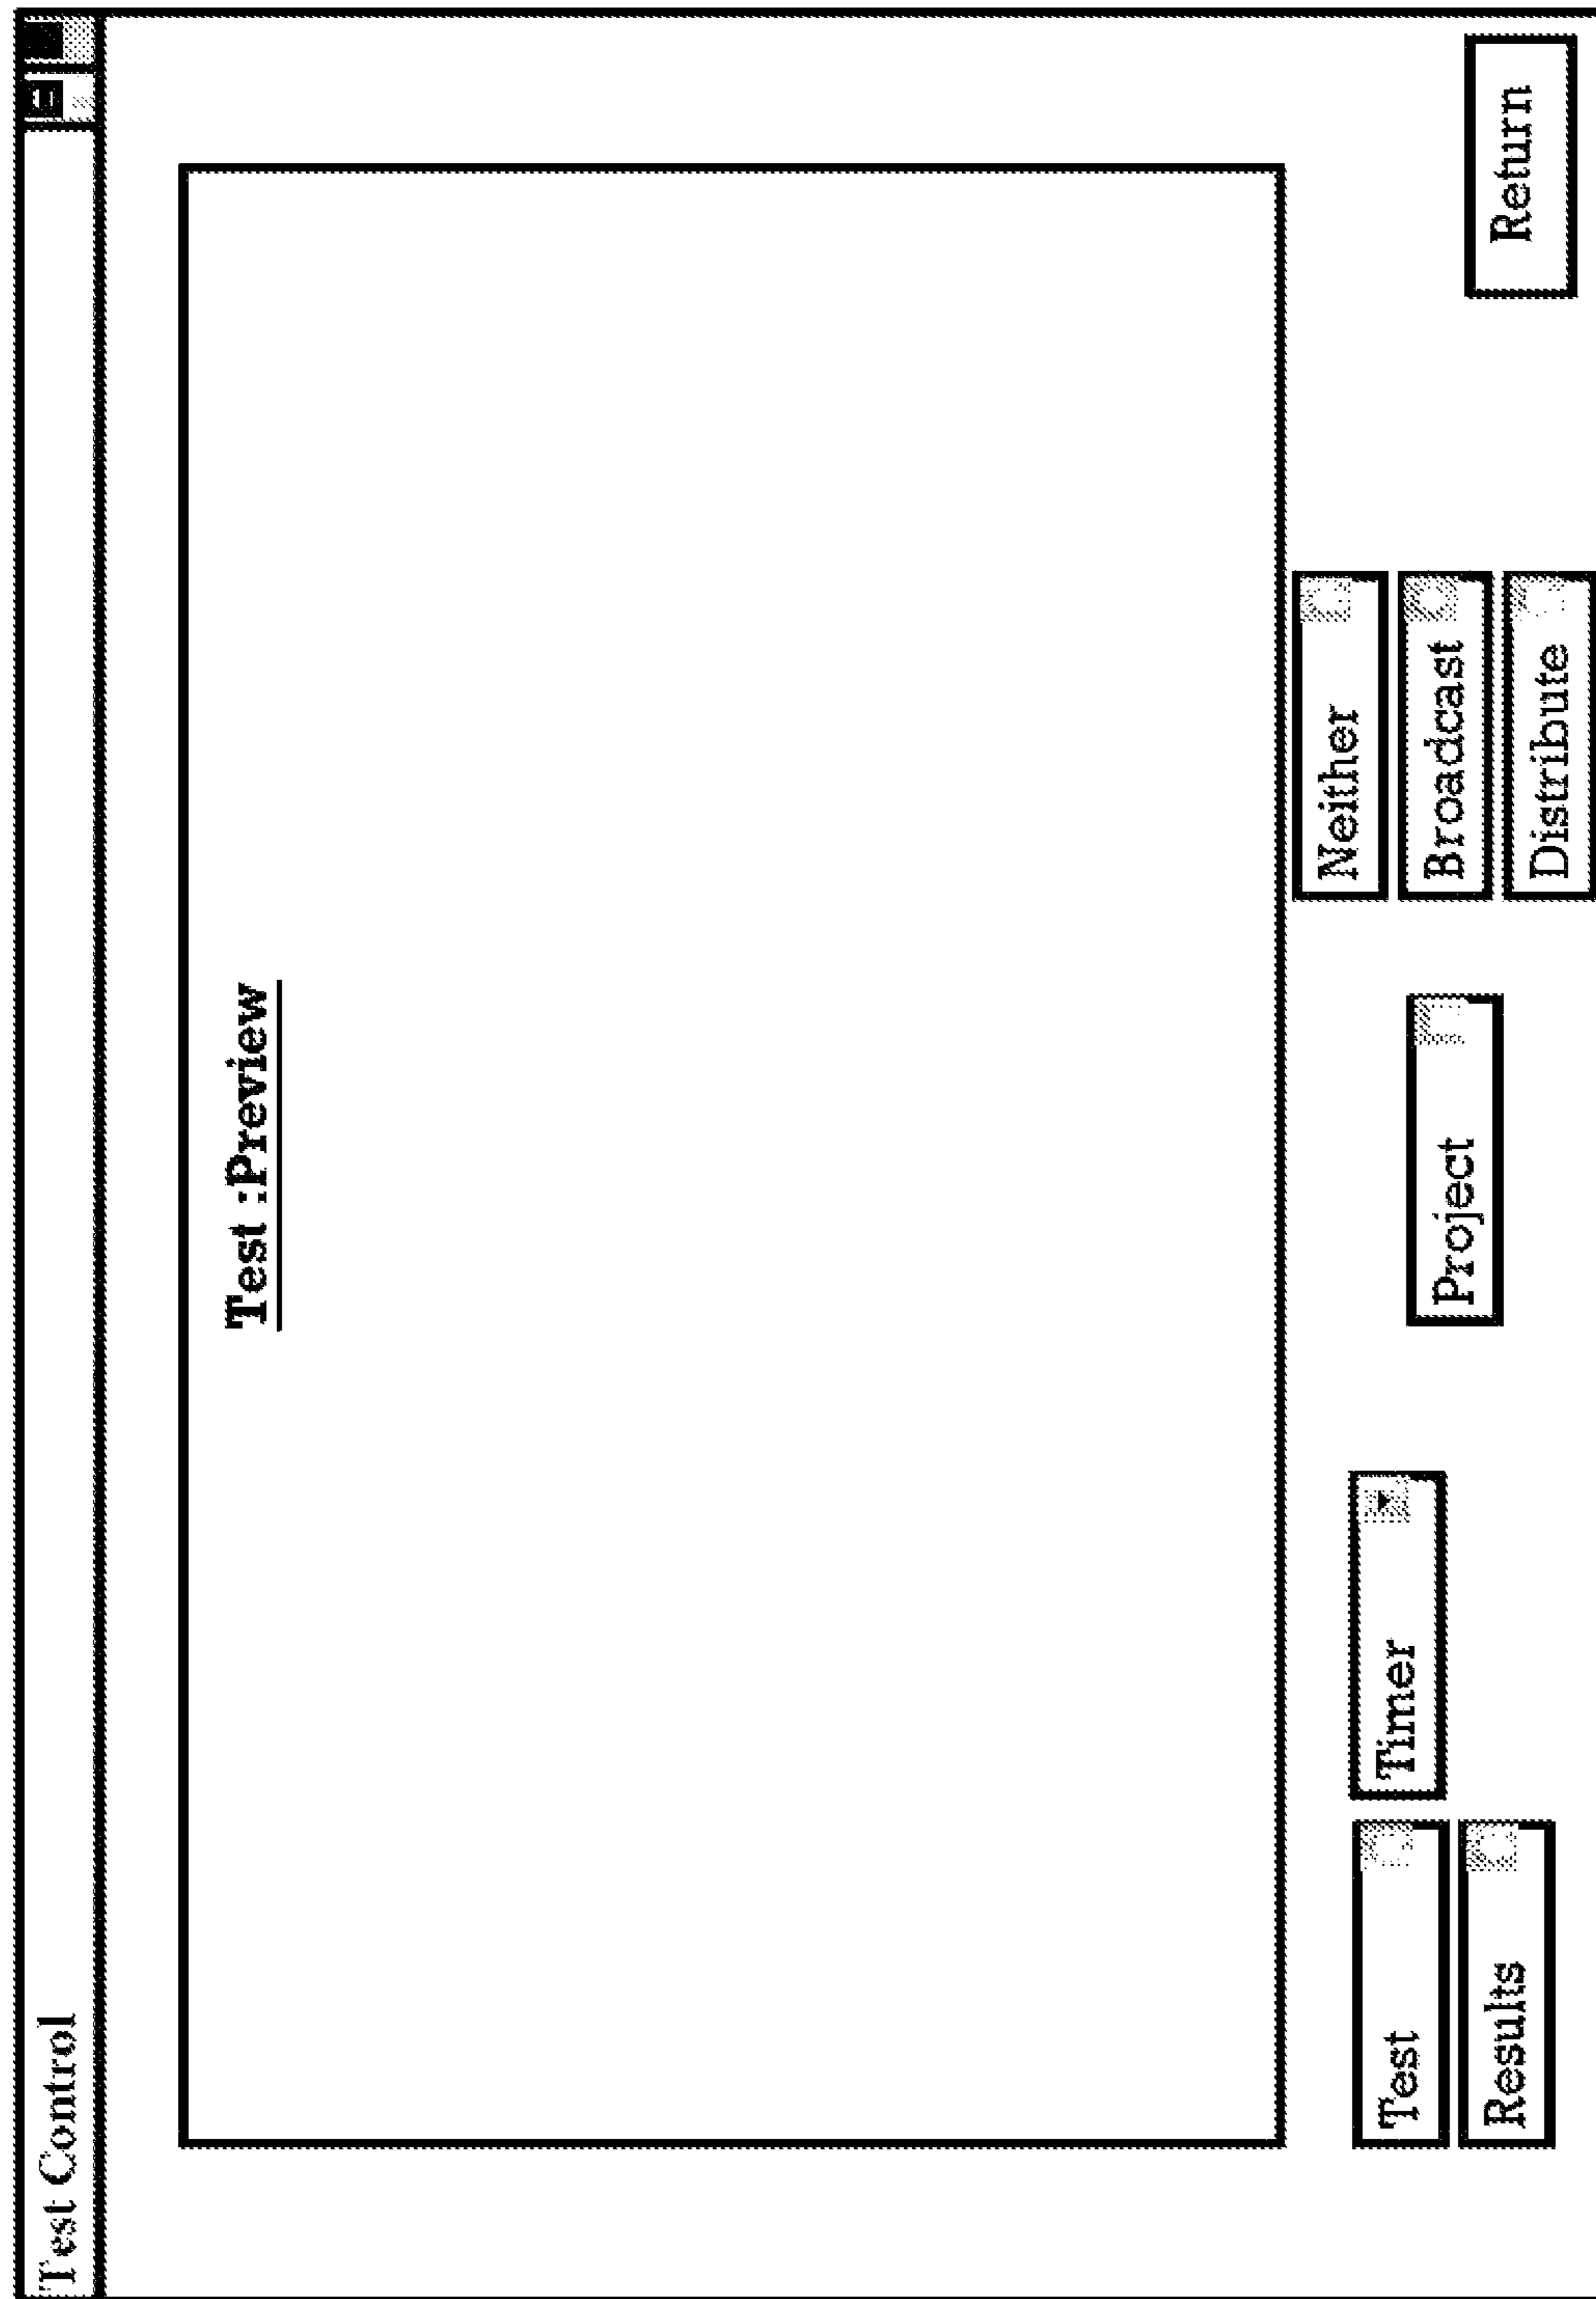 Test Control
Test :Preview
Test
Results
Timer
Project
Neither
Broadcast
Distribute
Return